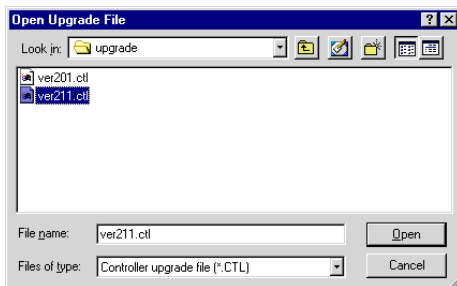 Open Upgrade File
Look in: upgrade
ver201.ctl
ver211.ctl
File name: ver211.ctl Open
Files of type: Controller upgrade file (*.CTL) Cancel